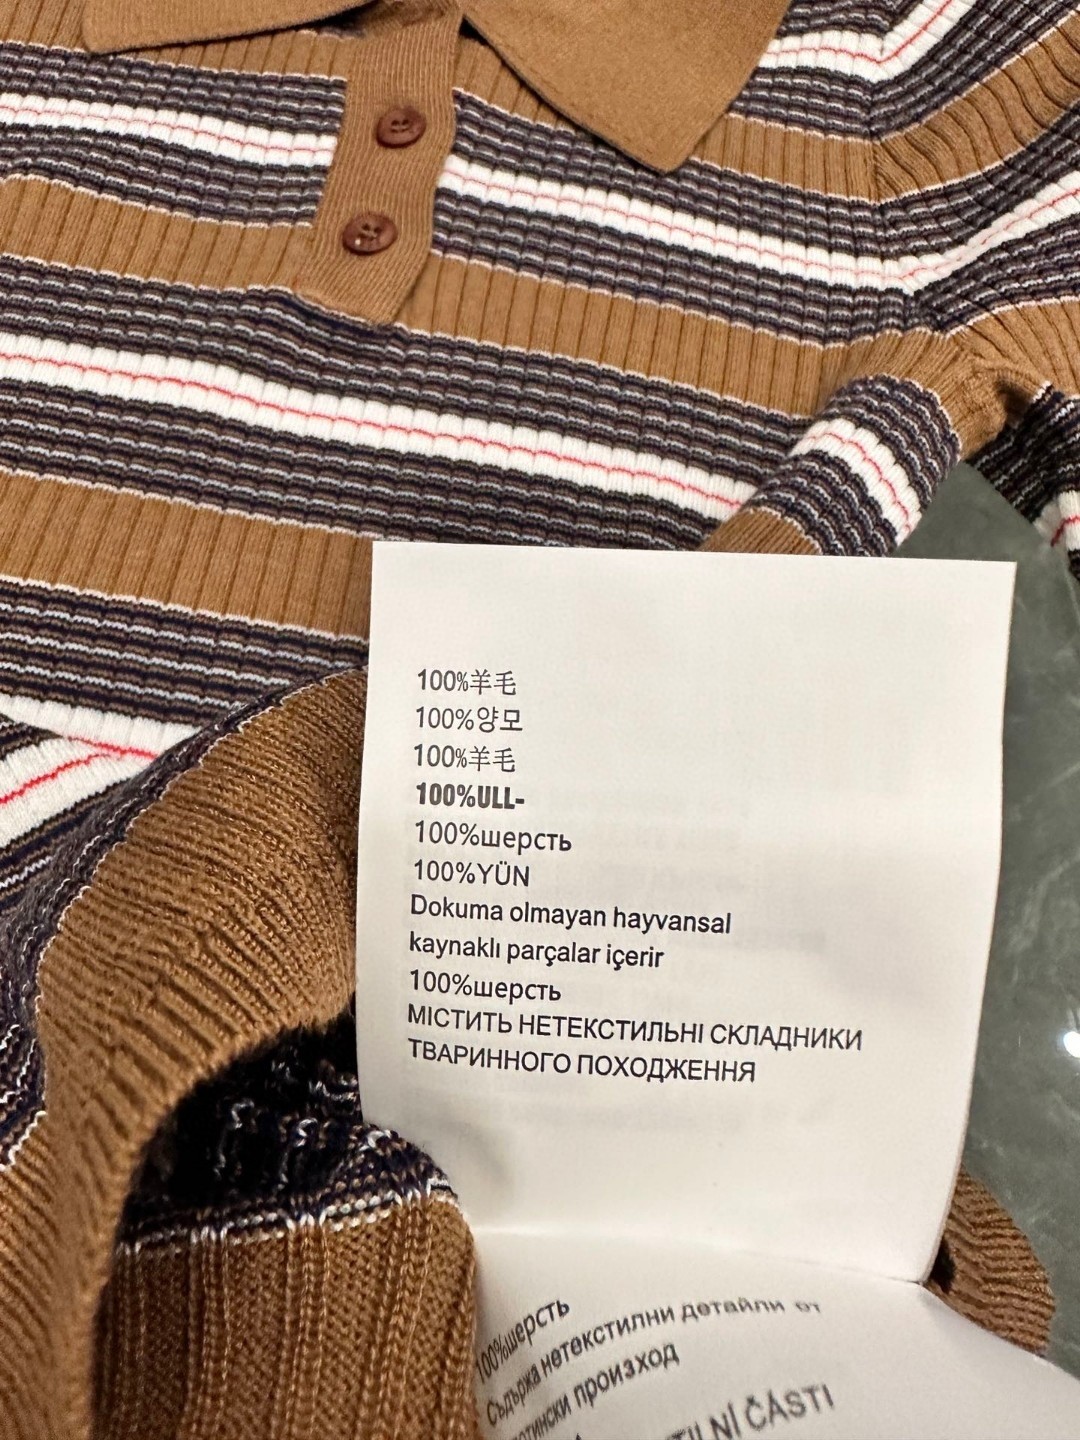 100%羊毛
100%양모
100%羊毛
100%ULL-
100%шерсть
100%YÜN
Dokuma olmayan hayvansal
kaynaklı parçalar içerir
100%шерсть
МІСТИТЬ НЕТЕКСТИЛЬНІ СКЛАДНИКИ
ТВАРИННОГО ПОХОДЖЕННЯ
100%шерсть
Съдържа нетекстилни детайли от
произход
ČÁSTI